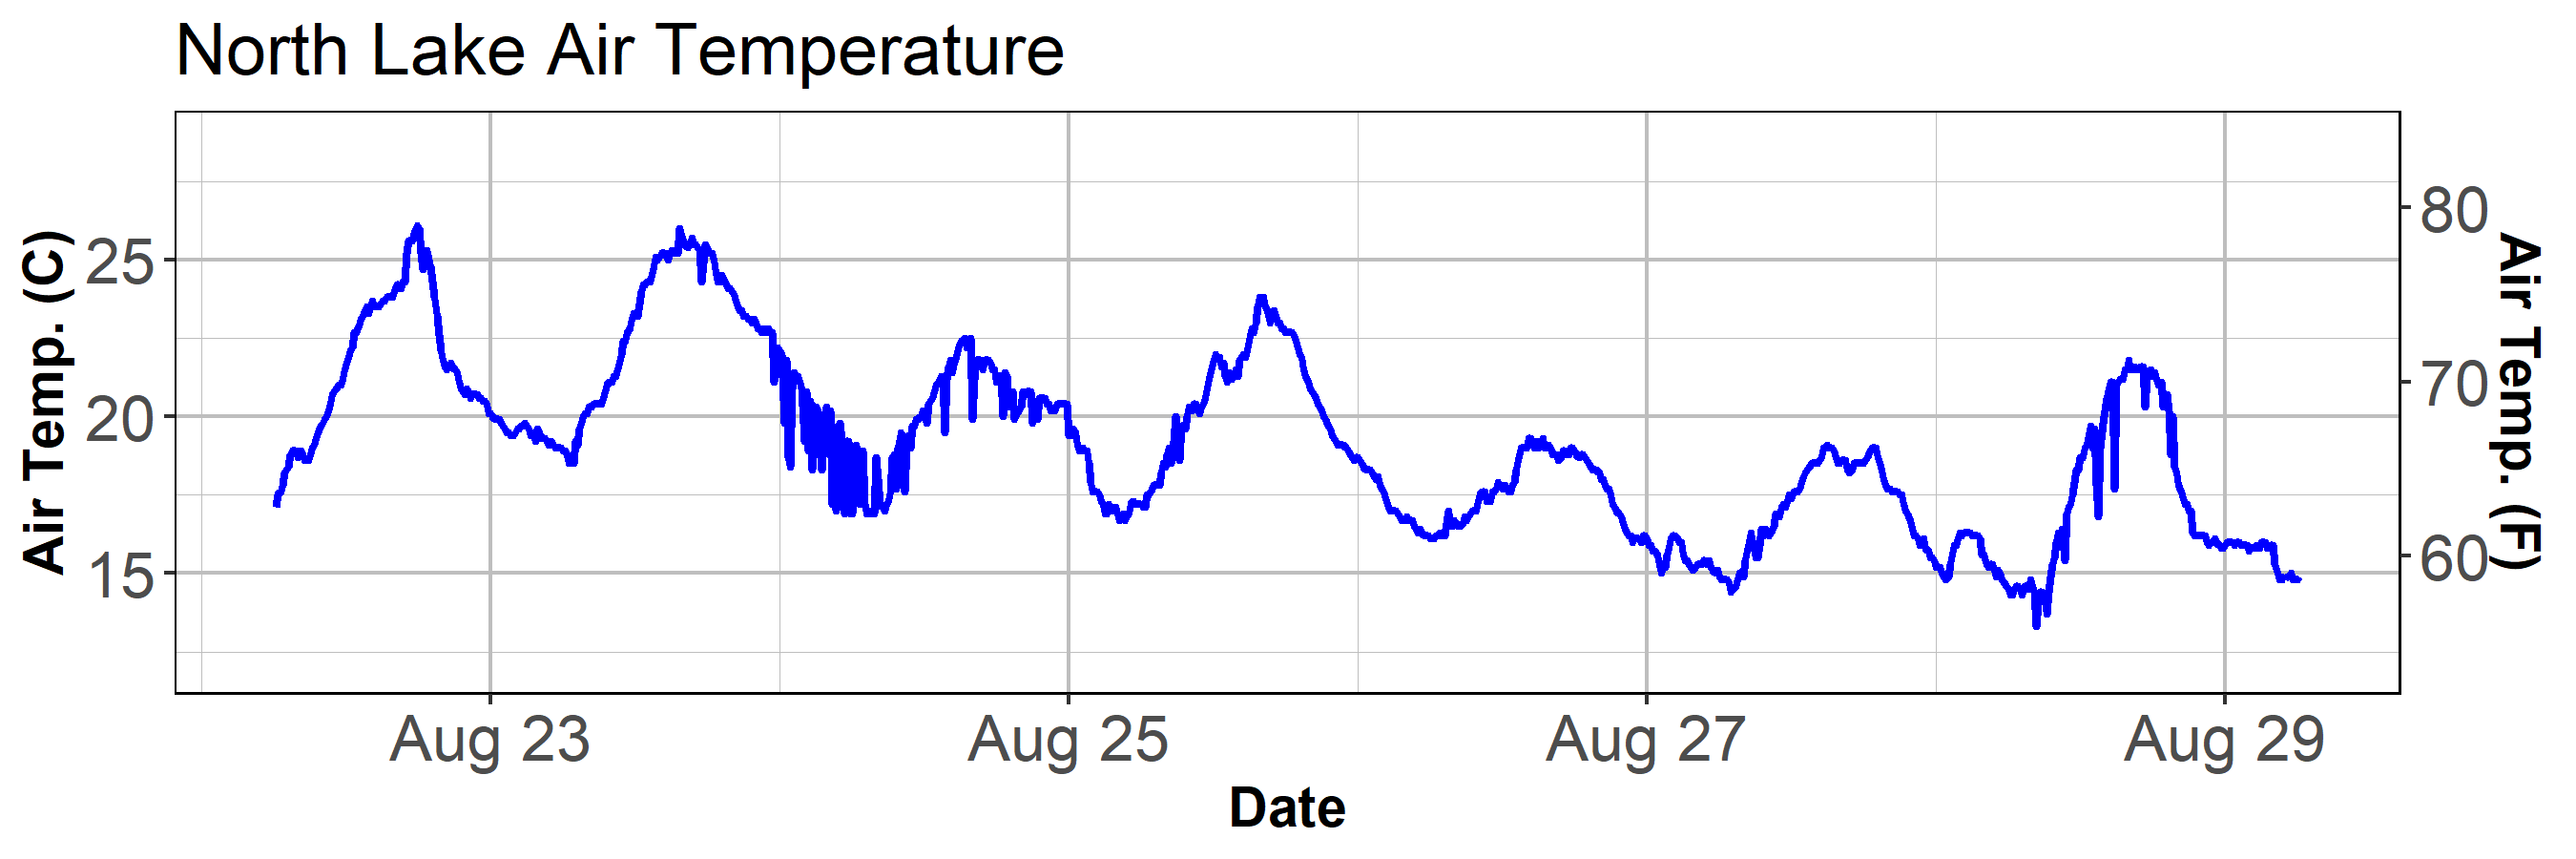 North Lake Air Temperature
Air Temp. (C)
25
20
15
80
70
60
Air Temp. (F)
Aug 23
Aug 25
Aug 27
Aug 29
Date